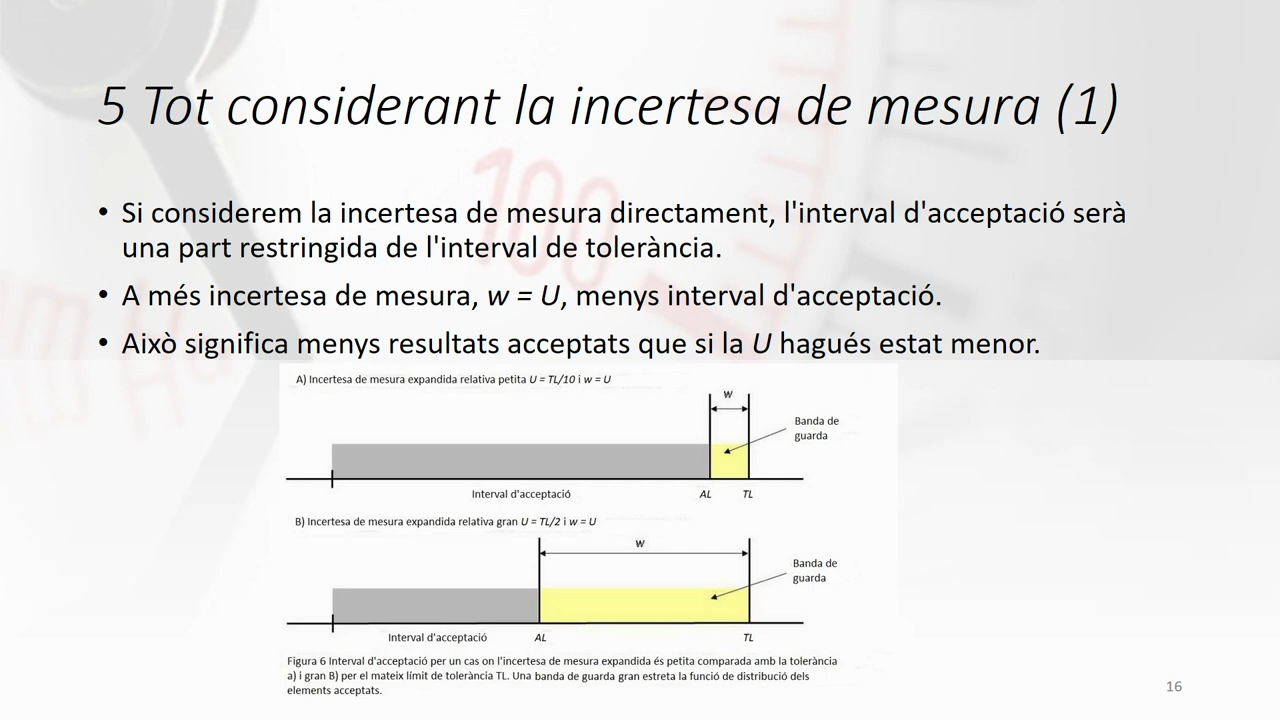 5 Tot considerant la incertesa de mesura (1)
• Si considerem la incertesa de mesura directament, l'interval d'acceptació serà
una part restringida de l'interval de tolerància.
• A més incertesa de mesura, w = U, menys interval d'acceptació.
• Això significa menys resultats acceptats que si la U hagués estat menor.
A) Incertesa de mesura expandida relativa petita U = TL/10 i w = U
w
Banda de
guarda
Interval d'acceptació
AL
TL
B) Incertesa de mesura expandida relativa gran U = TL/2 i w = U
w
Banda de
guarda
Interval d'acceptació
AL
TL
Figura 6 Interval d'acceptació per un cas on l'incertesa de mesura expandida és petita comparada amb la tolerància
a) i gran B) per el mateix límit de tolerància TL. Una banda de guarda gran estreta la funció de distribució dels
elements acceptats.
16
100